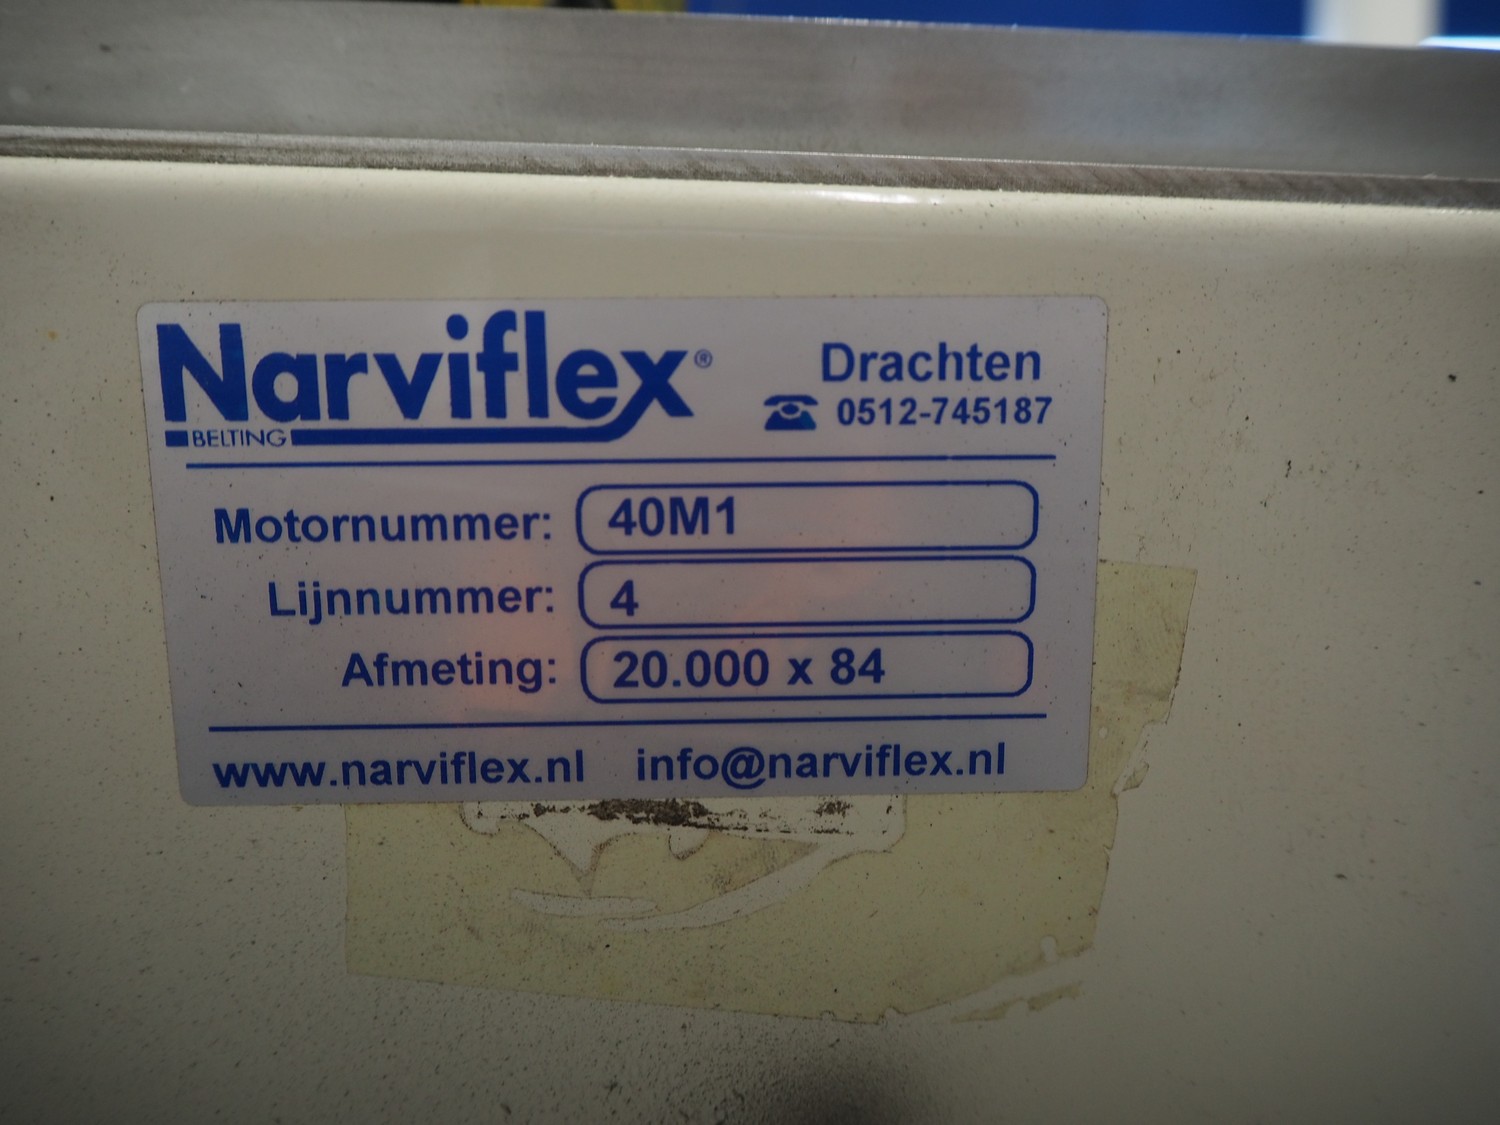 Narviflex®
BELTING
Drachten
☎ 0512-745187
Motornummer: 40M1
Lijnnummer: 4
Afmeting: 20.000 x 84
www.narviflex.nl info@narviflex.nl